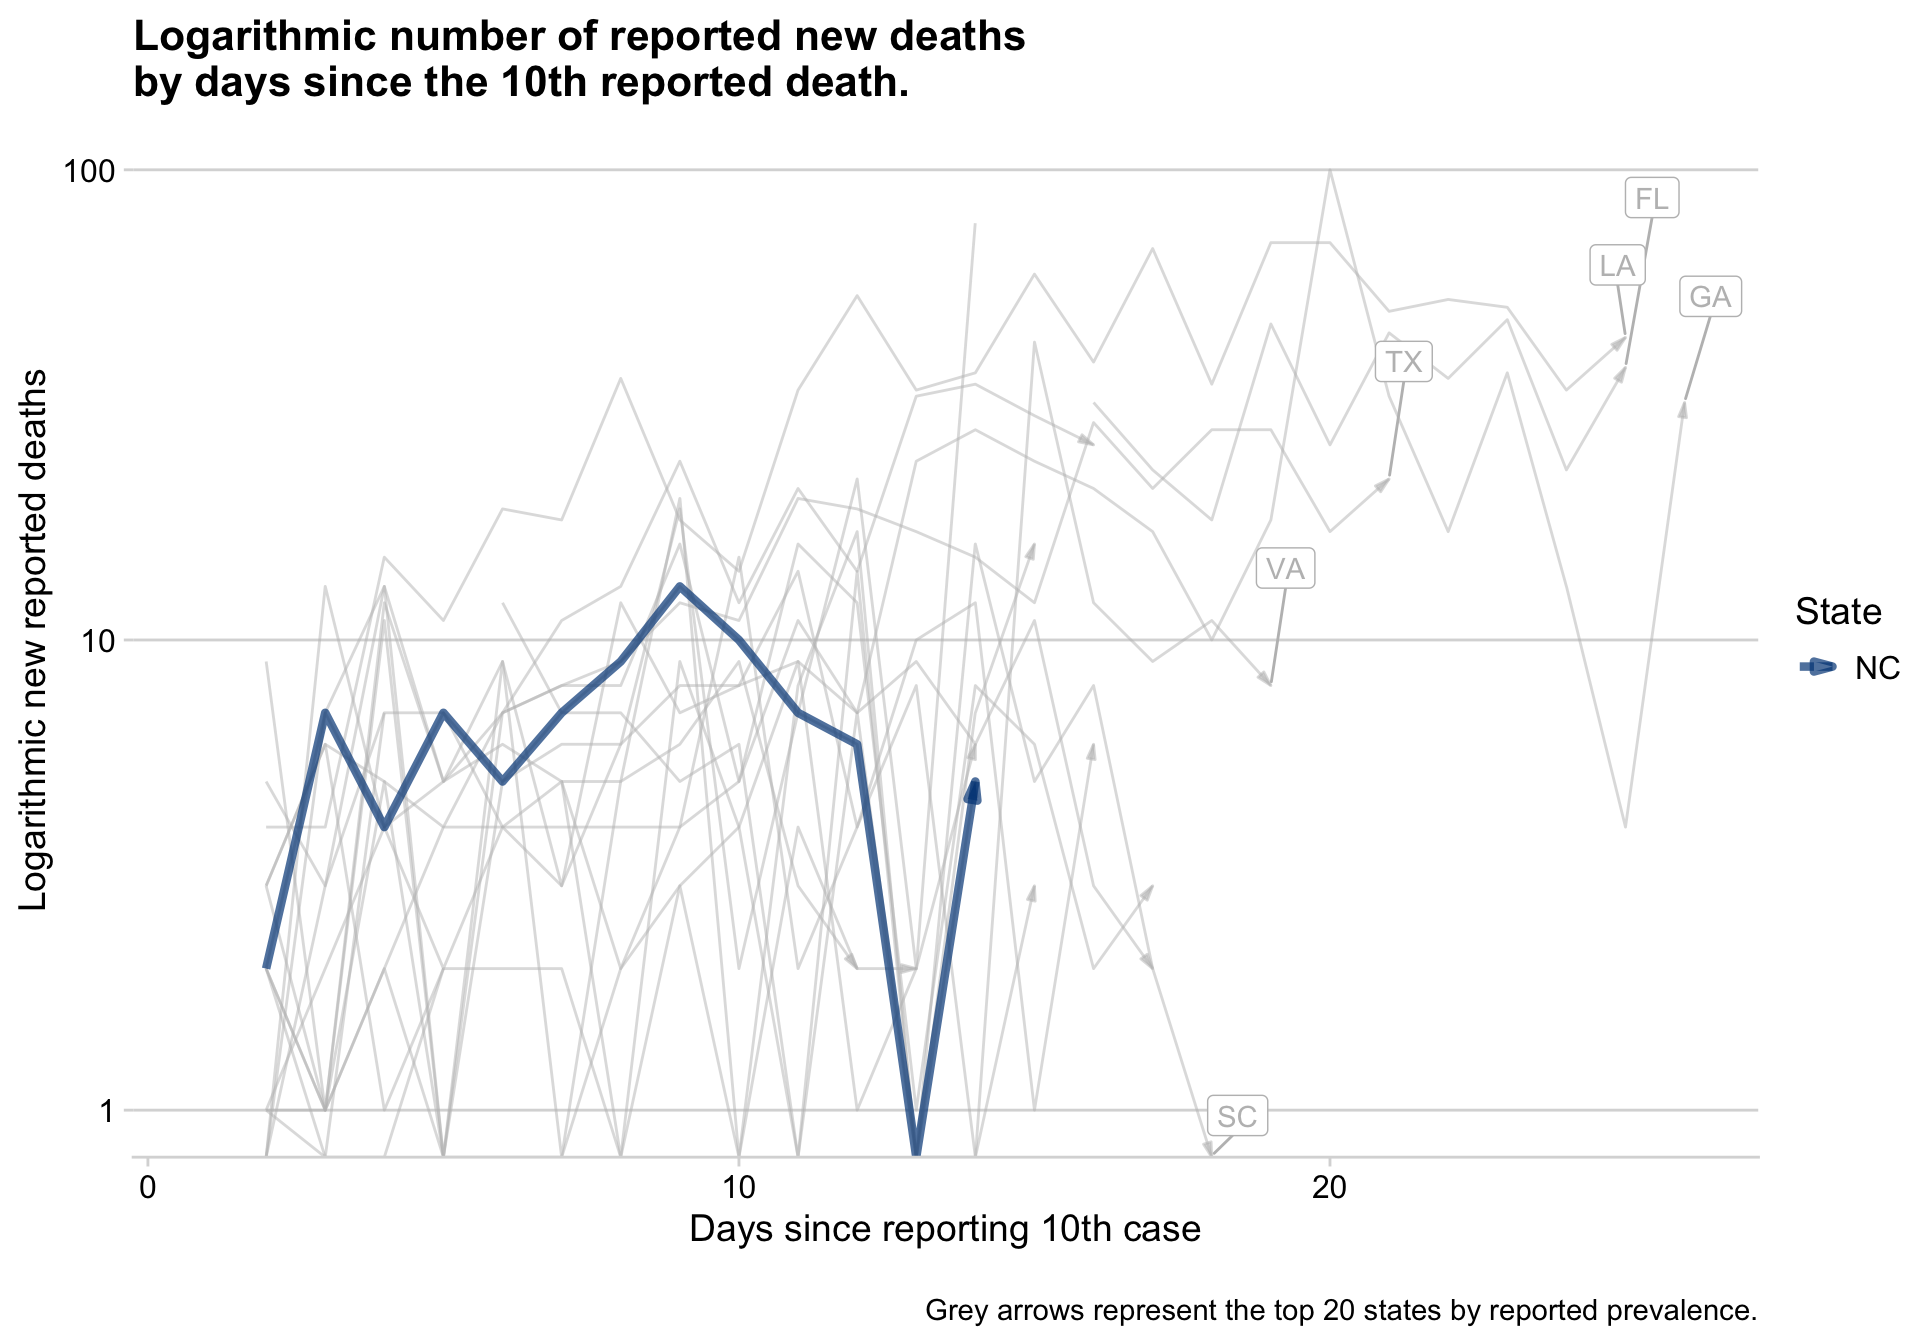 Logarithmic number of reported new deaths
by days since the 10th reported death.
100
FL
LA
GA
TX
10
VA
State
NC
1
SC
Logarithmic new reported deaths
0 10 20
Days since reporting 10th case
Grey arrows represent the top 20 states by reported prevalence.